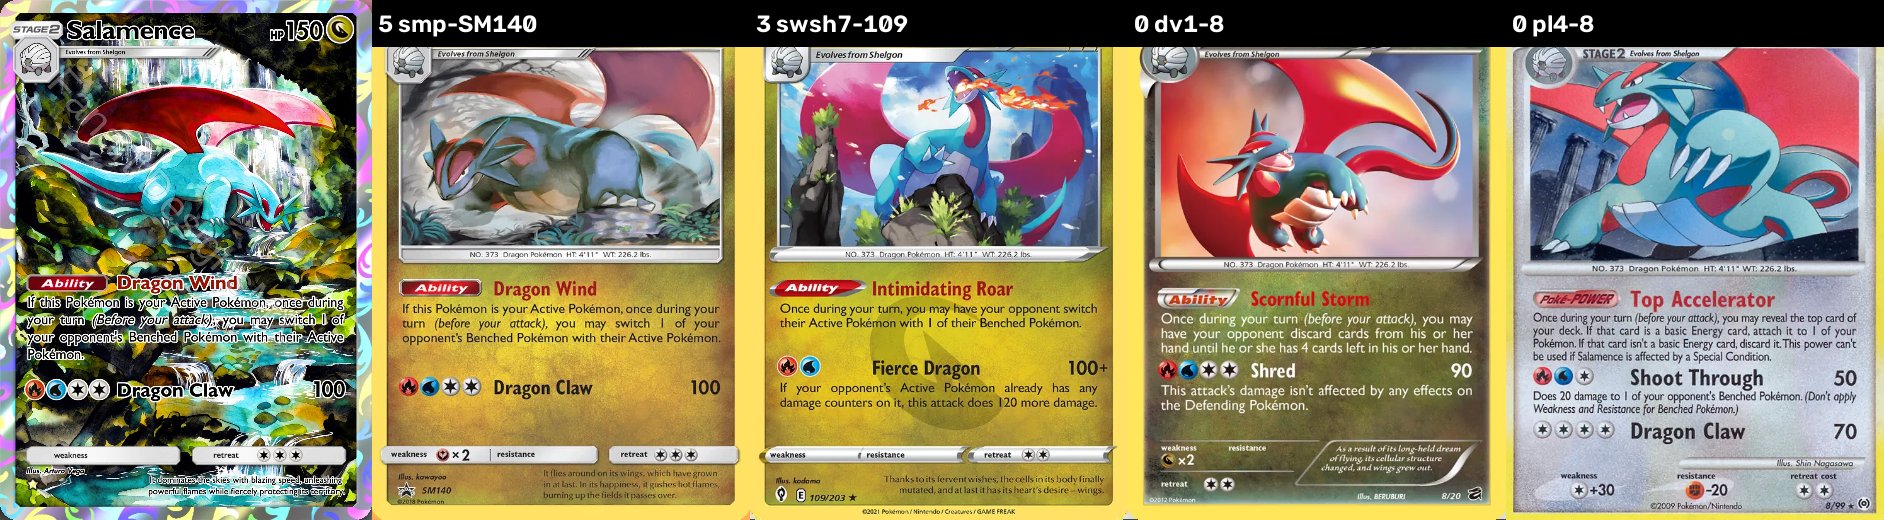 5 smp-SM140
3 swsh7-109
0 dv1-8
0 pl4-8
STAGE2 Salamence HP150
Evolves from Shelgon
Ability Dragon Wind
If this Pokémon is your Active Pokémon, once during
your turn (Before your attack), you may switch 1 of
your opponent's Benched Pokémon with their Active
Pokémon.
Dragon Claw 100
weakness retreat
Illus. Arturo Vega
It dominates the skies with blazing speed, unleashing
powerful flames while fiercely protecting its territory.
Evolves from Shelgon
NO. 373 Dragon Pokémon HT: 4'11" WT: 226.2 lbs.
Ability Dragon Wind
If this Pokémon is your Active Pokémon, once during your
turn (before your attack), you may switch 1 of your
opponent's Benched Pokémon with their Active Pokémon.
Dragon Claw 100
weakness ×2 resistance retreat
Illus. kawayoo
SM140
©2018 Pokémon
It flies around on its wings, which have grown
in at last. In its happiness, it gushes hot flames,
burning up the fields it passes over.
Evolves from Shelgon
NO. 373 Dragon Pokémon HT: 4'11" WT: 226.2 lbs.
Ability Intimidating Roar
Once during your turn, you may have your opponent switch
their Active Pokémon with 1 of their Benched Pokémon.
Fierce Dragon 100+
If your opponent's Active Pokémon already has any
damage counters on it, this attack does 120 more damage.
weakness resistance retreat
Illus. kodama
E 109/203 ★
Thanks to its fervent wishes, the cells in its body finally
mutated, and at last it has its heart's desire – wings.
©2021 Pokémon / Nintendo / Creatures / GAME FREAK
Evolves from Shelgon
NO. 373 Dragon Pokémon HT: 4'11" WT: 226.2 lbs.
Ability Scornful Storm
Once during your turn (before your attack), you may
have your opponent discard cards from his or her
hand until he or she has 4 cards left in his or her hand.
Shred 90
This attack's damage isn't affected by any effects on
the Defending Pokémon.
weakness resistance
×2
retreat
As a result of its long-held dream
of flying, its cellular structure
changed, and wings grew out.
©2012 Pokémon
Illus. BERUBURI 8/20
STAGE2 Evolves from Shelgon
NO. 373 Dragon Pokémon HT: 4'11" WT: 226.2 lbs.
Poké-POWER Top Accelerator
Once during your turn (before your attack), you may reveal the top card of
your deck. If that card is a basic Energy card, attach it to 1 of your
Pokémon. If that card isn't a basic Energy card, discard it. This power can't
be used if Salamence is affected by a Special Condition.
Shoot Through 50
Does 20 damage to 1 of your opponent's Benched Pokémon. (Don't apply
Weakness and Resistance for Benched Pokémon.)
Dragon Claw 70
Illus. Shin Nagasawa
weakness resistance retreat cost
+30 -20
©2009 Pokémon/Nintendo 8/99 ★